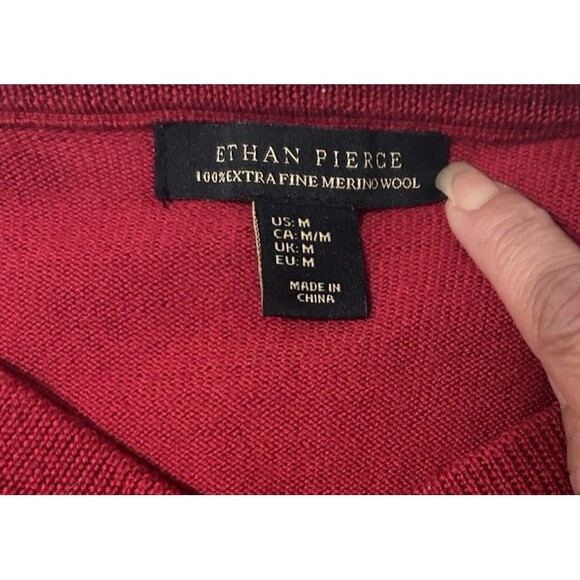 ETHAN PIERCE
100% EXTRA FINE MERINO WOOL
US: M
CA: M/M
UK: M
EU: M
MADE IN
CHINA